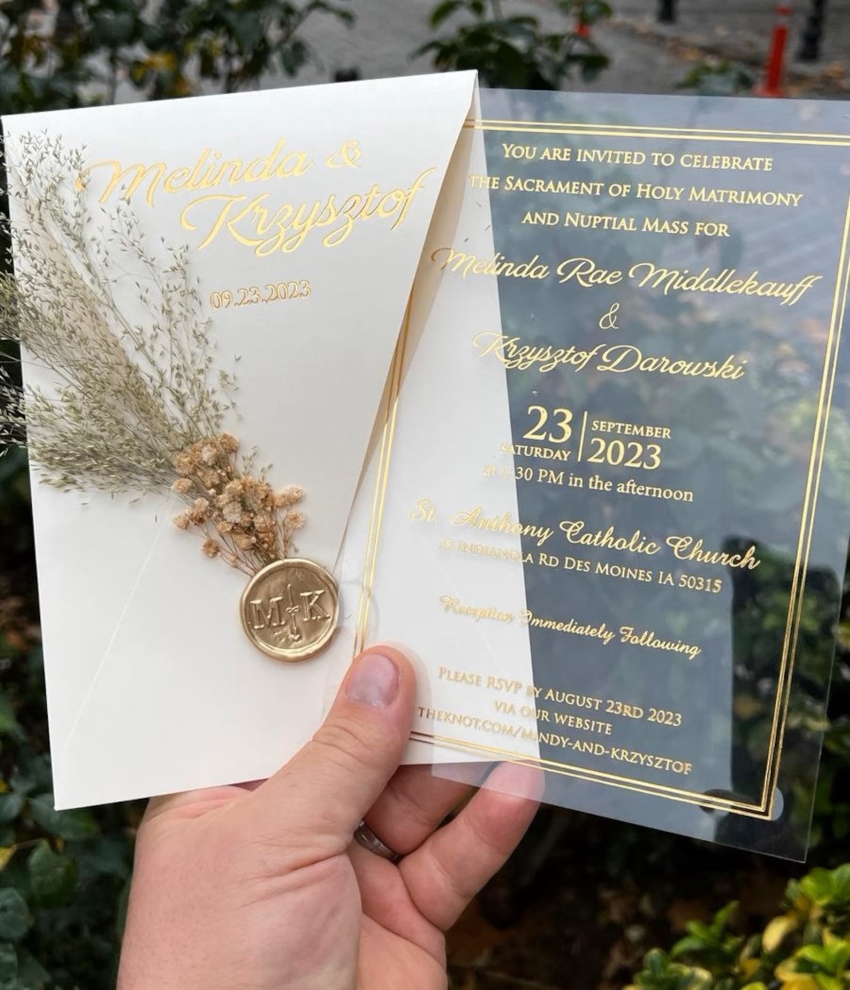 Melinda &
Krzysztof
09.23.2023
M K
You are invited to celebrate
the Sacrament of Holy Matrimony
and Nuptial Mass for
Melinda Rae Middlekauff
&
Krzysztof Darowski
23
SATURDAY
SEPTEMBER
2023
at 30 PM in the afternoon
St. Anthony Catholic Church
Indianola Rd Des Moines IA 50315
Reception Immediately Following
Please RSVP by August 23rd 2023
via our website
theknot.com/mindy-and-krzysztof